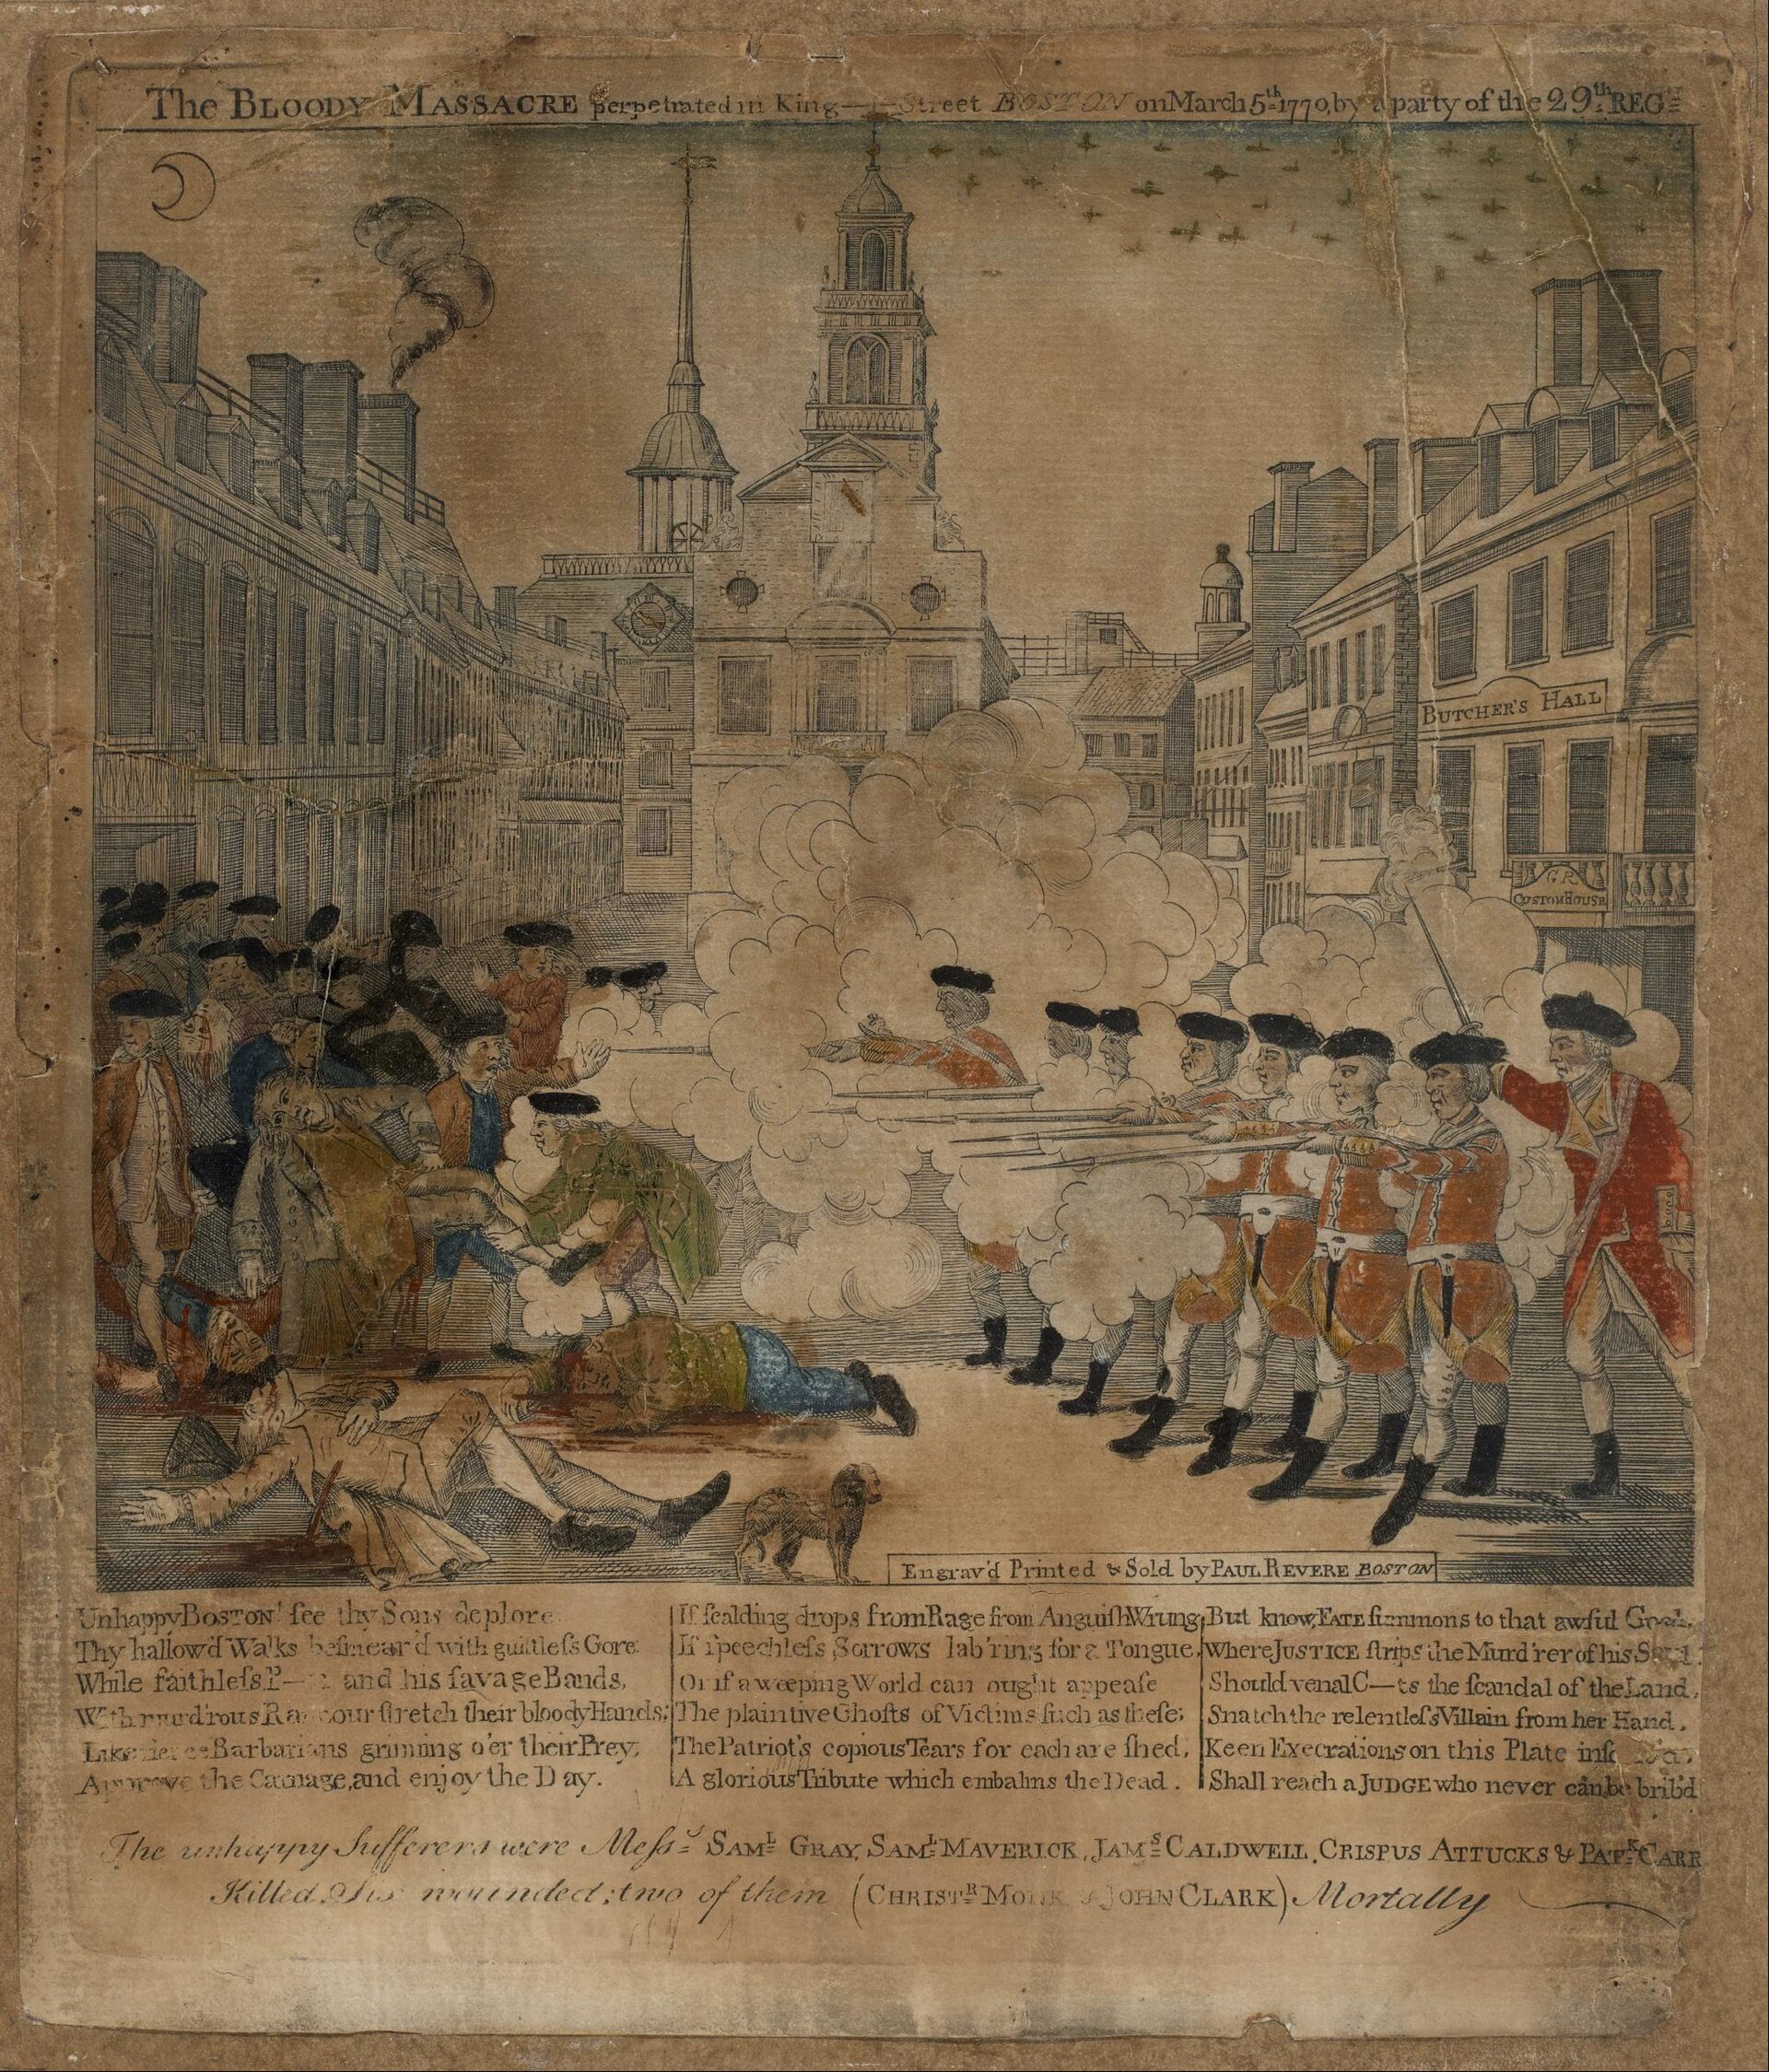 The BLOODY MASSACRE perpetrated in King—i—Street BOSTON on March 5th 1770, by a party of the 29th REGT
BUTCHER'S HALL
GR
CUSTOM HOUSE
Engrav'd Printed & Sold by PAUL REVERE BOSTON
Unhappy BOSTON! ſee thy Sons deplore
Thy hallow'd Walks beſmear'd with guiltleſs Gore:
While faithleſs P—n and his ſavage Bands,
With murd'rous Rancour ſtretch their bloody Hands;
Like fierce Barbarians grinning o'er their Prey,
Approve the Carnage, and enjoy the Day.
If ſcalding drops from Rage from Anguiſh Wrung,
If ſpeechleſs Sorrows lab'ring for a Tongue,
Or if a weeping World can ought appeaſe
The plaintive Ghoſts of Victims ſuch as theſe;
The Patriot's copious Tears for each are ſhed,
A glorious Tribute which embalms the Dead.
But know, FATE ſummons to that awful Goal,
Where JUSTICE ſtrips the Murd'rer of his Soul:
Should venal C—ts the ſcandal of the Land,
Snatch the relentleſs Villain from her Hand,
Keen Execrations on this Plate
Shall reach a JUDGE who never can be brib'd
The unhappy Sufferers were Meſss SAML GRAY, SAML MAVERICK, JAMS CALDWELL, CRISPUS ATTUCKS & PATK CARR
Killed. Six wounded; two of them (CHRISTR MONK & JOHN CLARK) Mortally